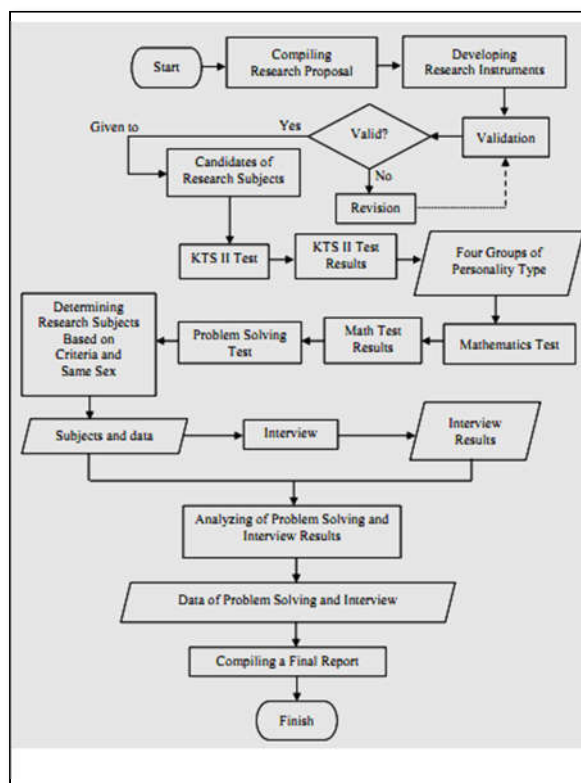 Start
Compiling
Research Proposal
Developing
Research Instruments
Given to
Yes
Valid?
Validation
No
Candidates of
Research Subjects
Revision
KTS II Test
KTS II Test
Results
Four Groups of
Personality Type
Determining
Research Subjects
Based on
Criteria and
Same Sex
Problem Solving
Test
Math Test
Results
Mathematics Test
Subjects and data
Interview
Interview
Results
Analyzing of Problem Solving and
Interview Results
Data of Problem Solving and Interview
Compiling a Final Report
Finish